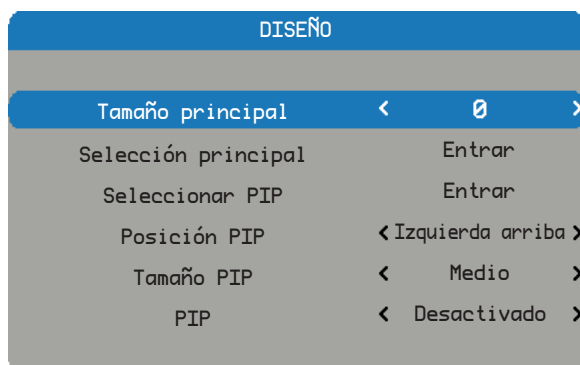 DISEÑO
Tamaño principal < 0 >
Selección principal Entrar
Seleccionar PIP Entrar
Posición PIP < Izquierda arriba >
Tamaño PIP < Medio >
PIP < Desactivado >